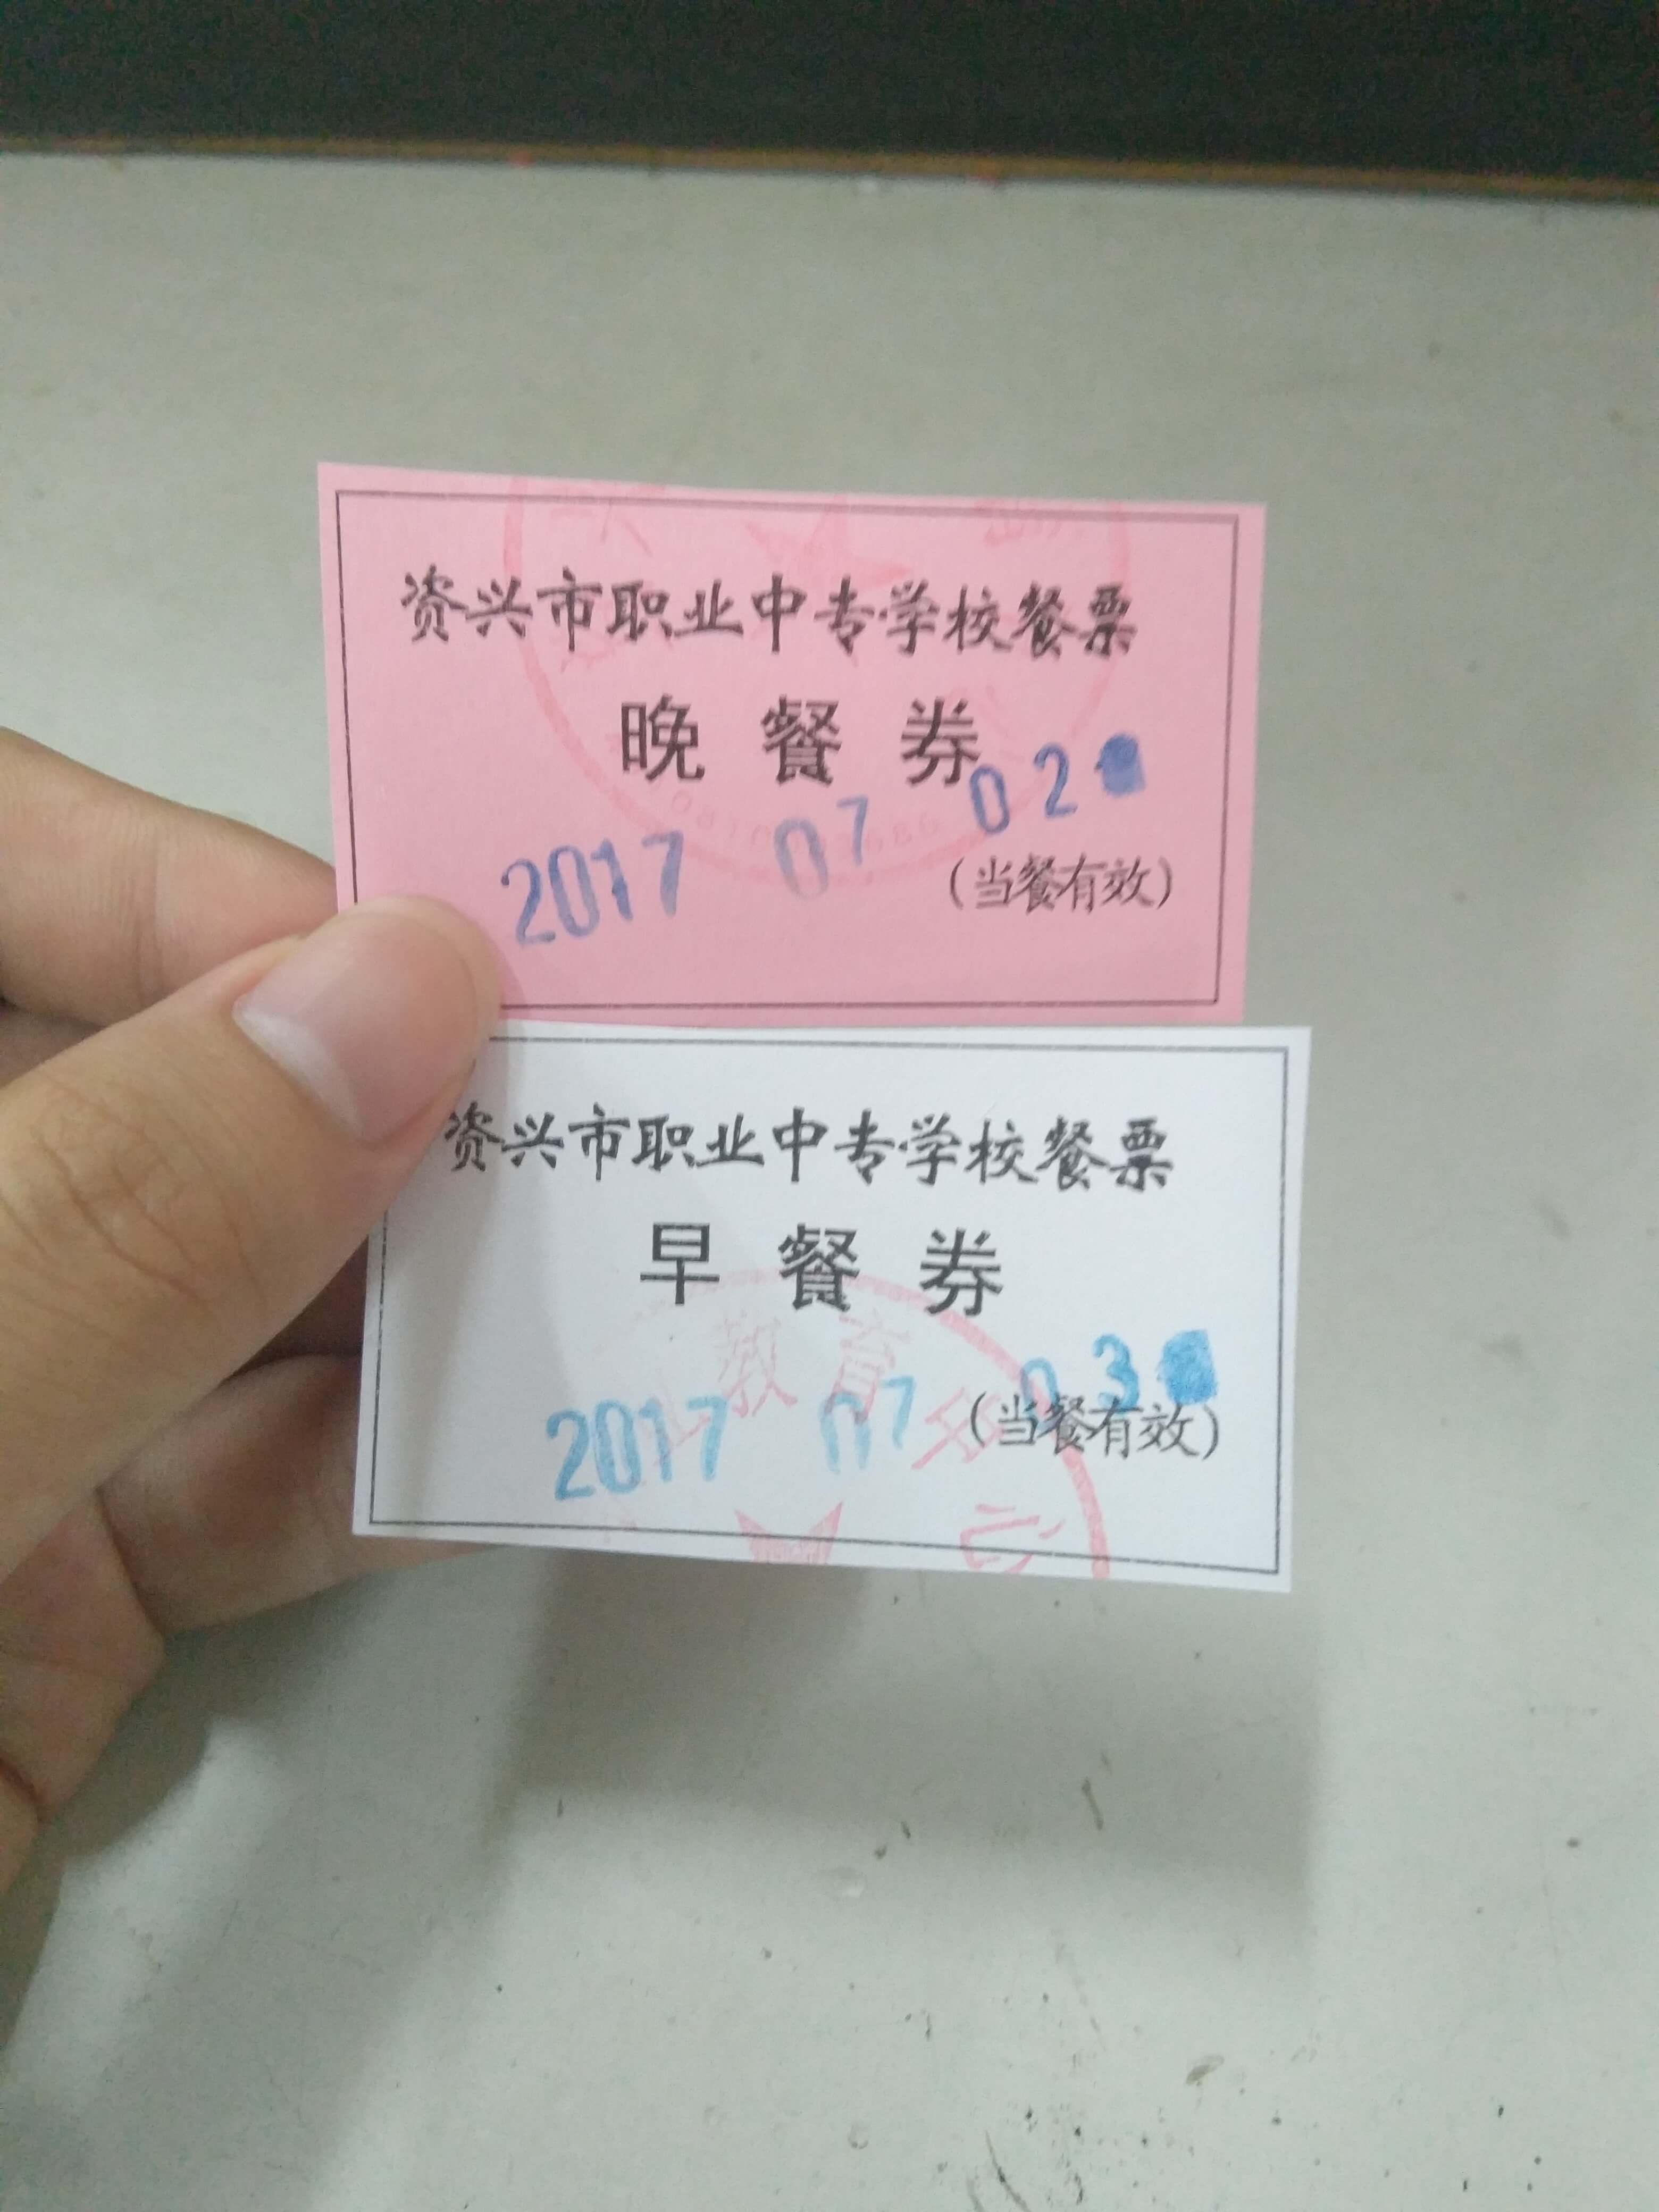 资兴市职业中专学校餐票
晚餐券
2017 07 02
(当餐有效)
资兴市职业中专学校餐票
早餐券
2017 07 03
(当餐有效)
教育